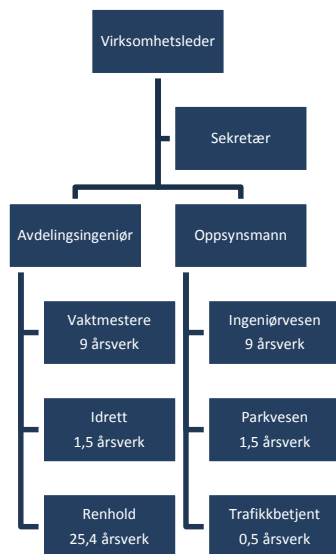 Virksomhetsleder
Sekretær
Avdelingsingeniør
Oppsynsmann
Vaktmestere
9 årsverk
Ingeniørvesen
9 årsverk
Idrett
1,5 årsverk
Parkvesen
1,5 årsverk
Renhold
25,4 årsverk
Trafikkbetjent
0,5 årsverk